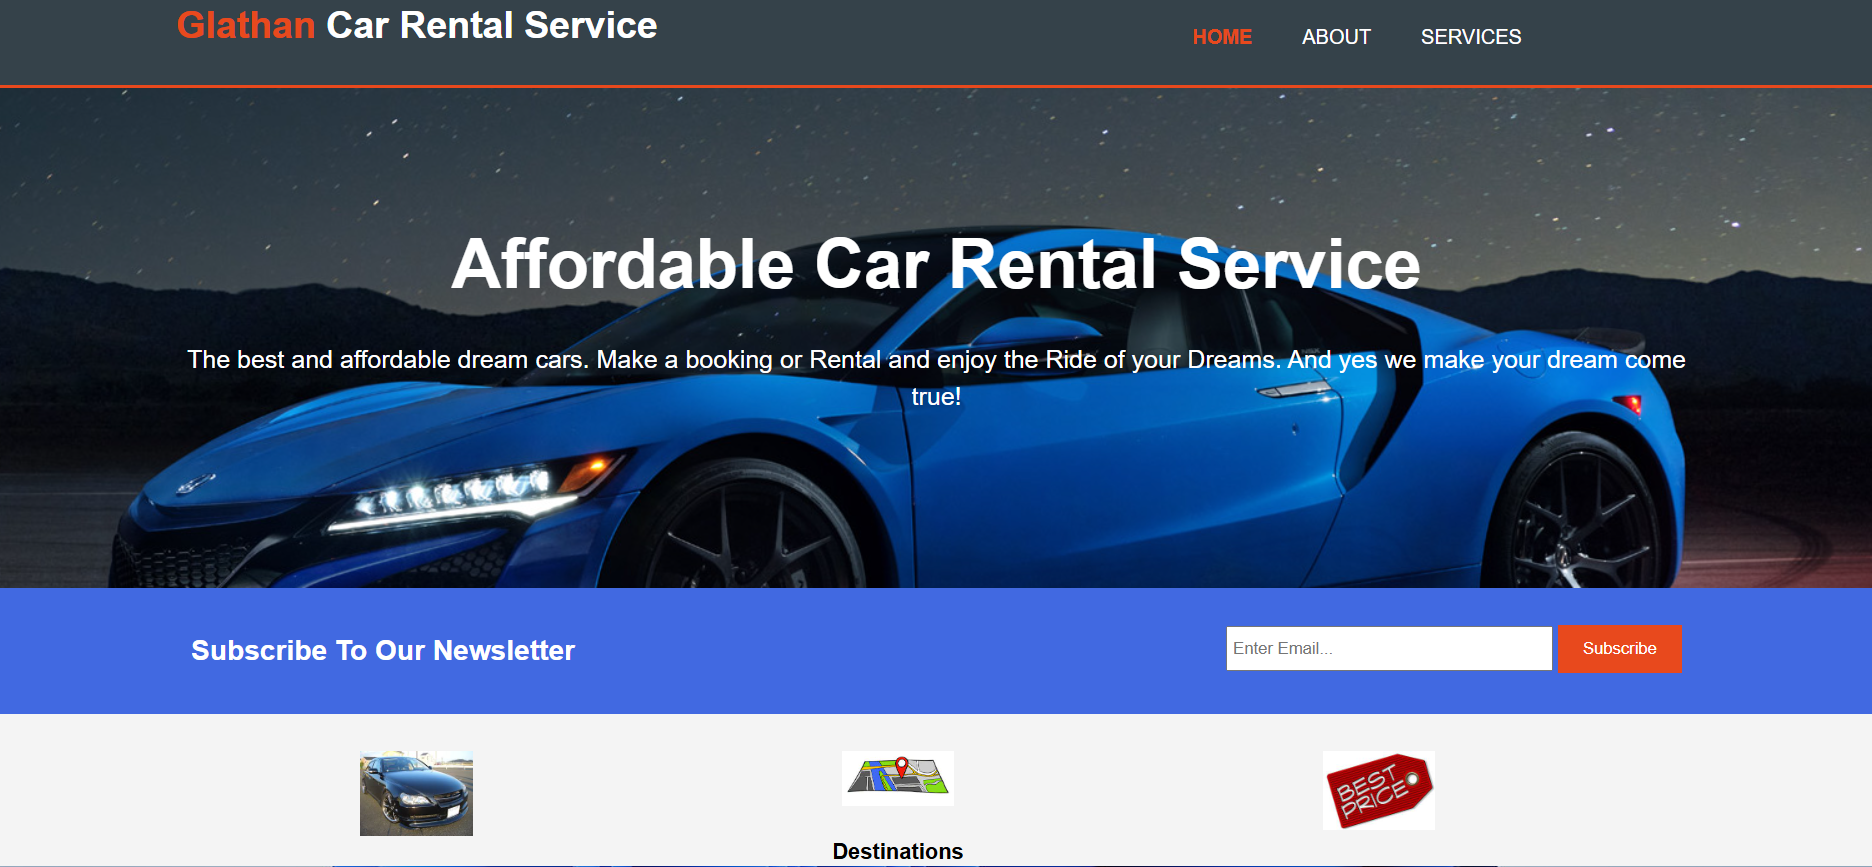 Glathan Car Rental Service
HOME ABOUT SERVICES
Affordable Car Rental Service
The best and affordable dream cars. Make a booking or Rental and enjoy the Ride of your Dreams. And yes we make your dream come
true!
Subscribe To Our Newsletter
Enter Email...
Subscribe
BEST
PRICE
Destinations